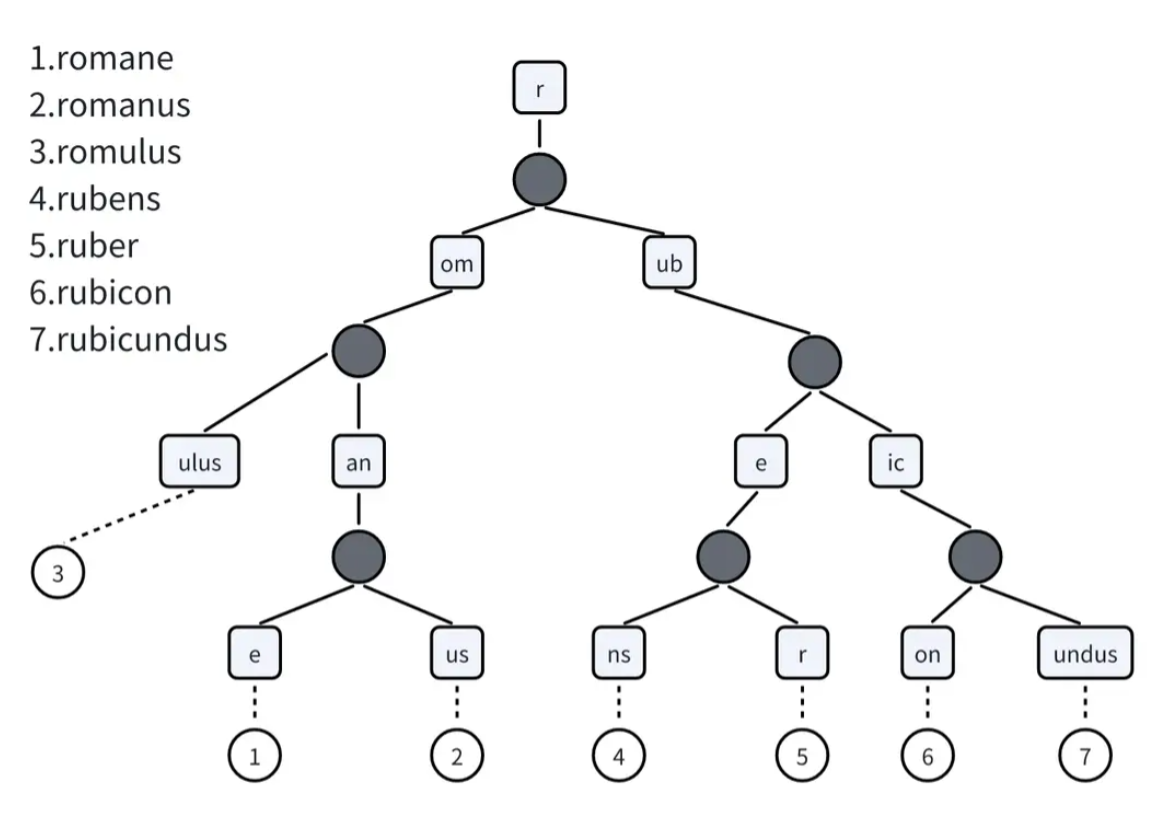 1.romane
2.romanus
3.romulus
4.rubens
5.ruber
6.rubicon
7.rubicundus
r
om
ub
ulus
an
e
ic
3
e
us
ns
r
on
undus
1
2
4
5
6
7